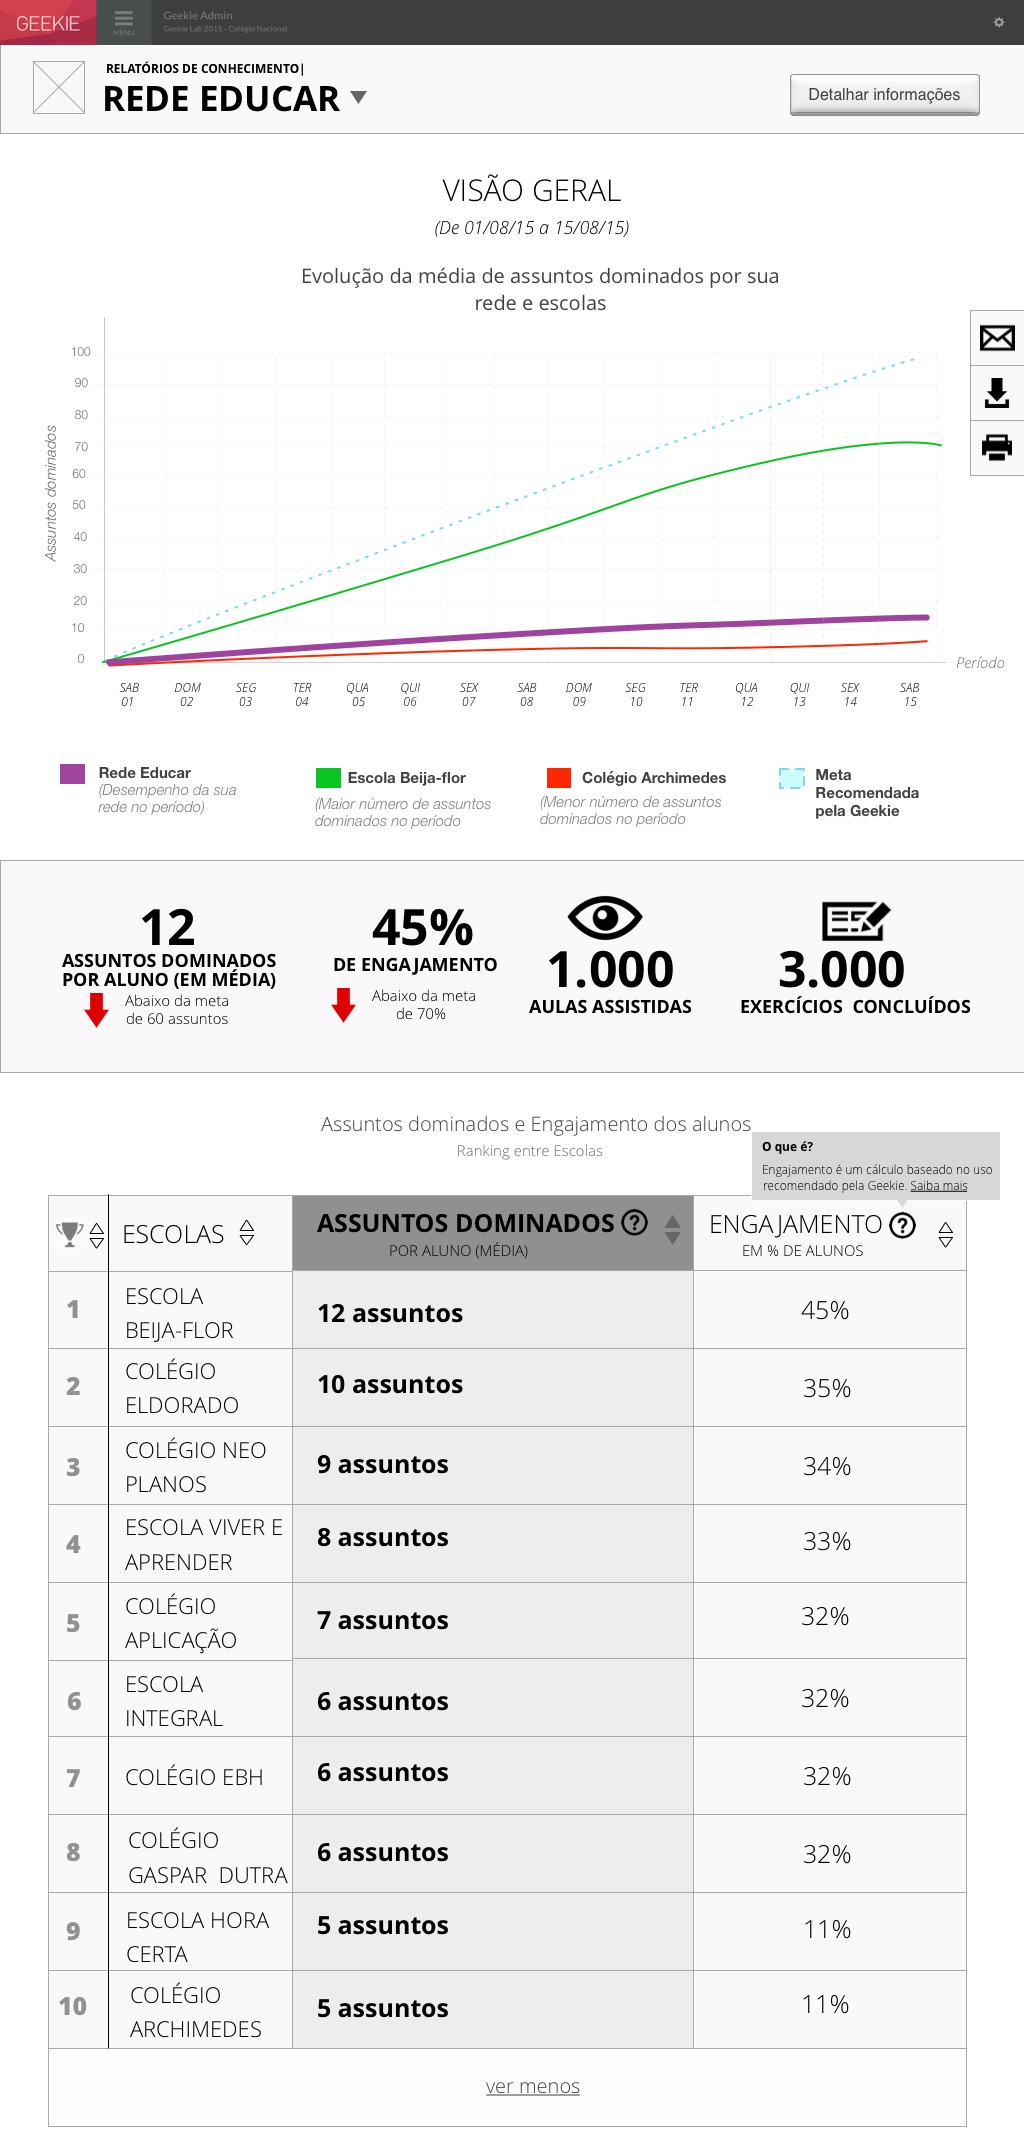 GEEKIE
MENU
Geekie Admin
Geekie Lab 2015 - Colégio Nacional
RELATÓRIOS DE CONHECIMENTO|
REDE EDUCAR
Detalhar informações
VISÃO GERAL
(De 01/08/15 a 15/08/15)
Evolução da média de assuntos dominados por sua
rede e escolas
Assuntos dominados
100
90
80
70
60
50
40
30
20
10
0
Período
SAB DOM SEG TER QUA QUI SEX SAB DOM SEG TER QUA QUI SEX SAB
01 02 03 04 05 06 07 08 09 10 11 12 13 14 15
Rede Educar
(Desempenho da sua
rede no período)
Escola Beija-flor
(Maior número de assuntos
dominados no período
Colégio Archimedes
(Menor número de assuntos
dominados no período
Meta
Recomendada
pela Geekie
12
ASSUNTOS DOMINADOS
POR ALUNO (EM MÉDIA)
Abaixo da meta
de 60 assuntos
45%
DE ENGAJAMENTO
Abaixo da meta
de 70%
1.000
AULAS ASSISTIDAS
3.000
EXERCÍCIOS CONCLUÍDOS
Assuntos dominados e Engajamento dos alunos
Ranking entre Escolas
O que é?
Engajamento é um cálculo baseado no uso
recomendado pela Geekie. Saiba mais
ESCOLAS
ASSUNTOS DOMINADOS ?
POR ALUNO (MÉDIA)
ENGAJAMENTO ?
EM % DE ALUNOS
1
ESCOLA
BEIJA-FLOR
12 assuntos
45%
2
COLÉGIO
ELDORADO
10 assuntos
35%
3
COLÉGIO NEO
PLANOS
9 assuntos
34%
4
ESCOLA VIVER E
APRENDER
8 assuntos
33%
5
COLÉGIO
APLICAÇÃO
7 assuntos
32%
6
ESCOLA
INTEGRAL
6 assuntos
32%
7
COLÉGIO EBH
6 assuntos
32%
8
COLÉGIO
GASPAR DUTRA
6 assuntos
32%
9
ESCOLA HORA
CERTA
5 assuntos
11%
10
COLÉGIO
ARCHIMEDES
5 assuntos
11%
ver menos